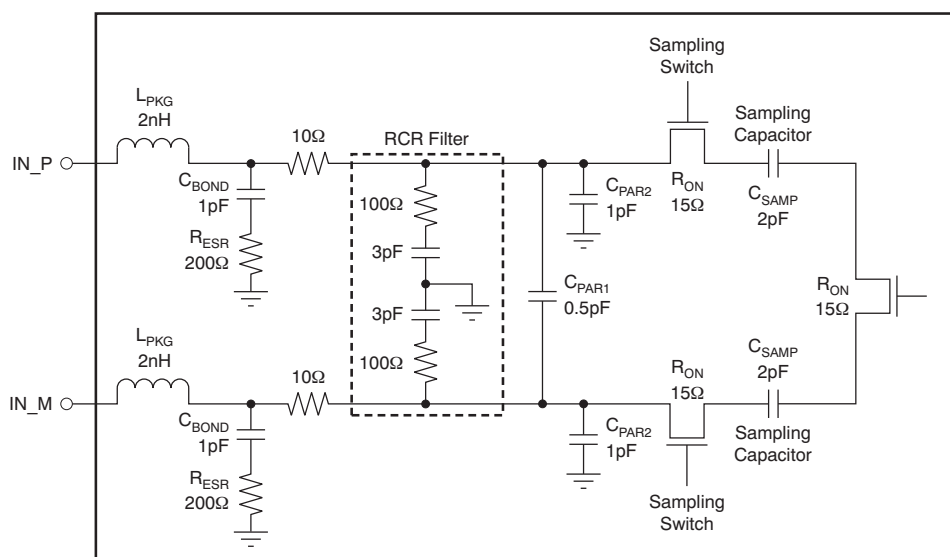 Sampling
Switch
L_PKG
2nH
10Ω
RCR Filter
Sampling
Capacitor
IN_P
C_BOND
1pF
100Ω
C_PAR2
1pF
R_ON
15Ω
C_SAMP
2pF
R_ESR
200Ω
3pF
3pF
C_PAR1
0.5pF
R_ON
15Ω
L_PKG
2nH
10Ω
100Ω
R_ON
15Ω
C_SAMP
2pF
IN_M
C_BOND
1pF
C_PAR2
1pF
Sampling
Capacitor
R_ESR
200Ω
Sampling
Switch